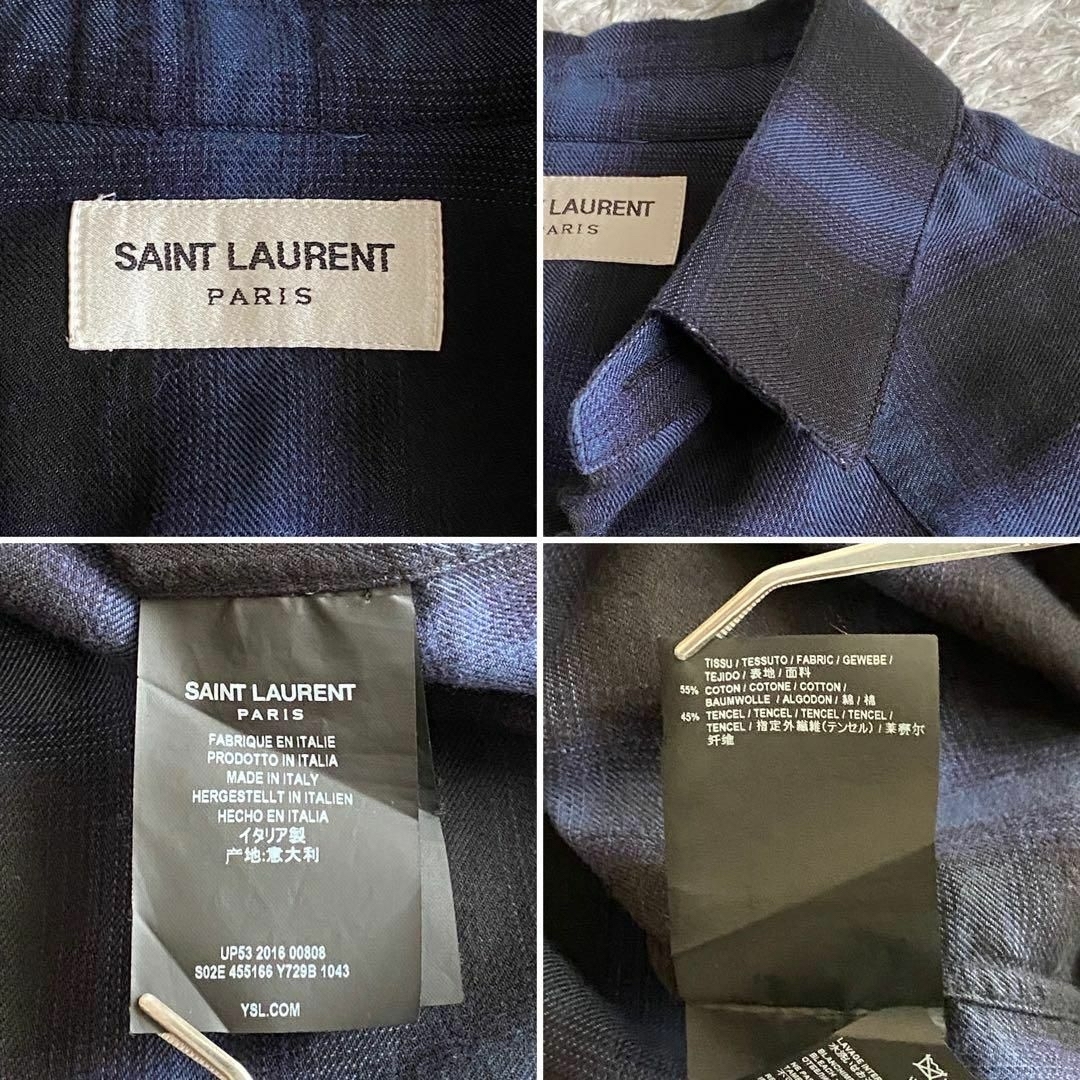 SAINT LAURENT
PARIS
LAURENT
ARIS
SAINT LAURENT
PARIS
FABRIQUE EN ITALIE
PRODOTTO IN ITALIA
MADE IN ITALY
HERGESTELLT IN ITALIEN
HECHO EN ITALIA
イタリア製
产地:意大利
UP53 2016 00808
S02E 455166 Y729B 1043
YSL.COM
TISSU / TESSUTO / FABRIC / GEWEBE /
TEJIDO / 表地 / 面料
55% COTON / COTONE / COTTON /
BAUMWOLLE / ALGODON / 綿 / 棉
45% TENCEL / TENCEL / TENCEL / TENCEL /
TENCEL / 指定外繊維(テンセル) / 莱赛尔
纤维
LAVAGE INTER